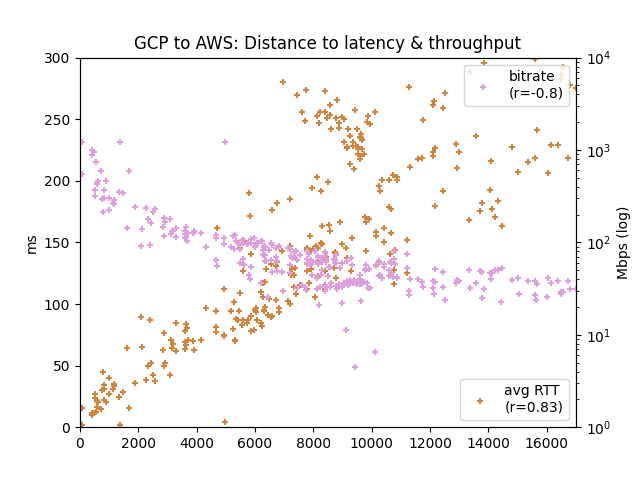 GCP to AWS: Distance to latency & throughput
300
250
200
150
100
50
0
ms
10⁴
10³
10²
10¹
10⁰
Mbps (log)
bitrate
(r=-0.8)
avg RTT
(r=0.83)
0 2000 4000 6000 8000 10000 12000 14000 16000